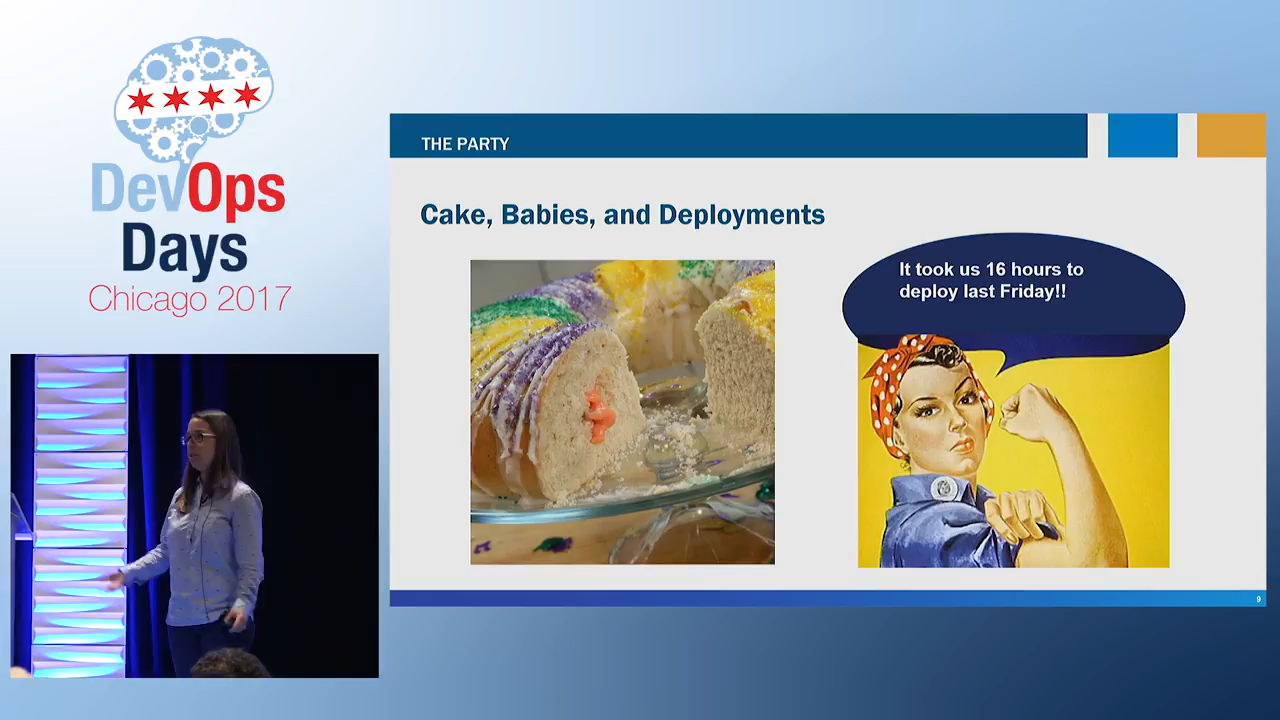 DevOps
Days
Chicago 2017
THE PARTY
Cake, Babies, and Deployments
It took us 16 hours to
deploy last Friday!!
9